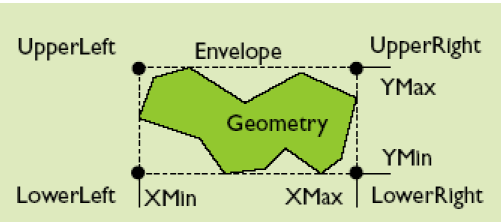 UpperLeft
Envelope
UpperRight
YMax
Geometry
YMin
LowerLeft
XMin
XMax
LowerRight